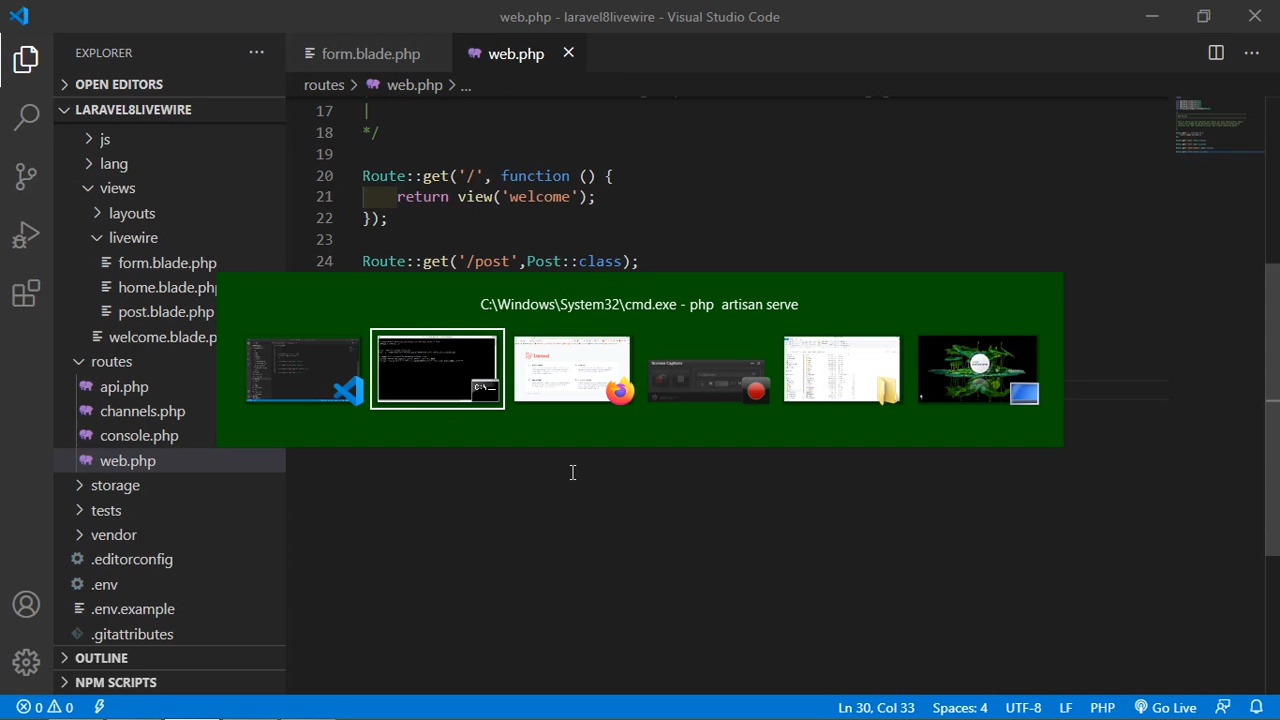 web.php - laravel8livewire - Visual Studio Code
EXPLORER
form.blade.php
web.php
OPEN EDITORS
routes
web.php
...
LARAVEL8LIVEWIRE
js
lang
views
layouts
livewire
form.blade.php
home.blade.php
post.blade.php
welcome.blade.p
routes
api.php
channels.php
console.php
web.php
storage
tests
vendor
.editorconfig
.env
.env.example
.gitattributes
OUTLINE
NPM SCRIPTS
17 |
18 */
19
20 Route::get('/', function () {
21 return view('welcome');
22 });
23
24 Route::get('/post',Post::class);
C:\Windows\System32\cmd.exe - php artisan serve
0 0
Ln 30, Col 33
Spaces: 4
UTF-8
LF
PHP
Go Live